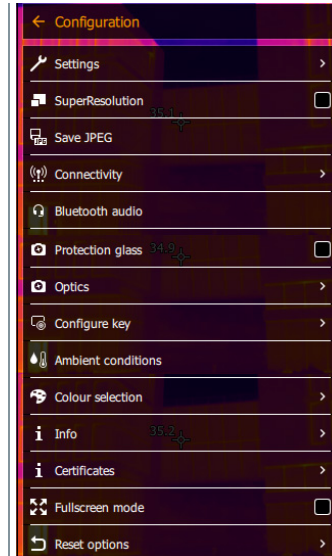 Configuration
Settings
SuperResolution
35.1
Save JPEG
Connectivity
Bluetooth audio
Protection glass
34.9
Optics
Configure key
Ambient conditions
Colour selection
Info
35.2
Certificates
Fullscreen mode
Reset options